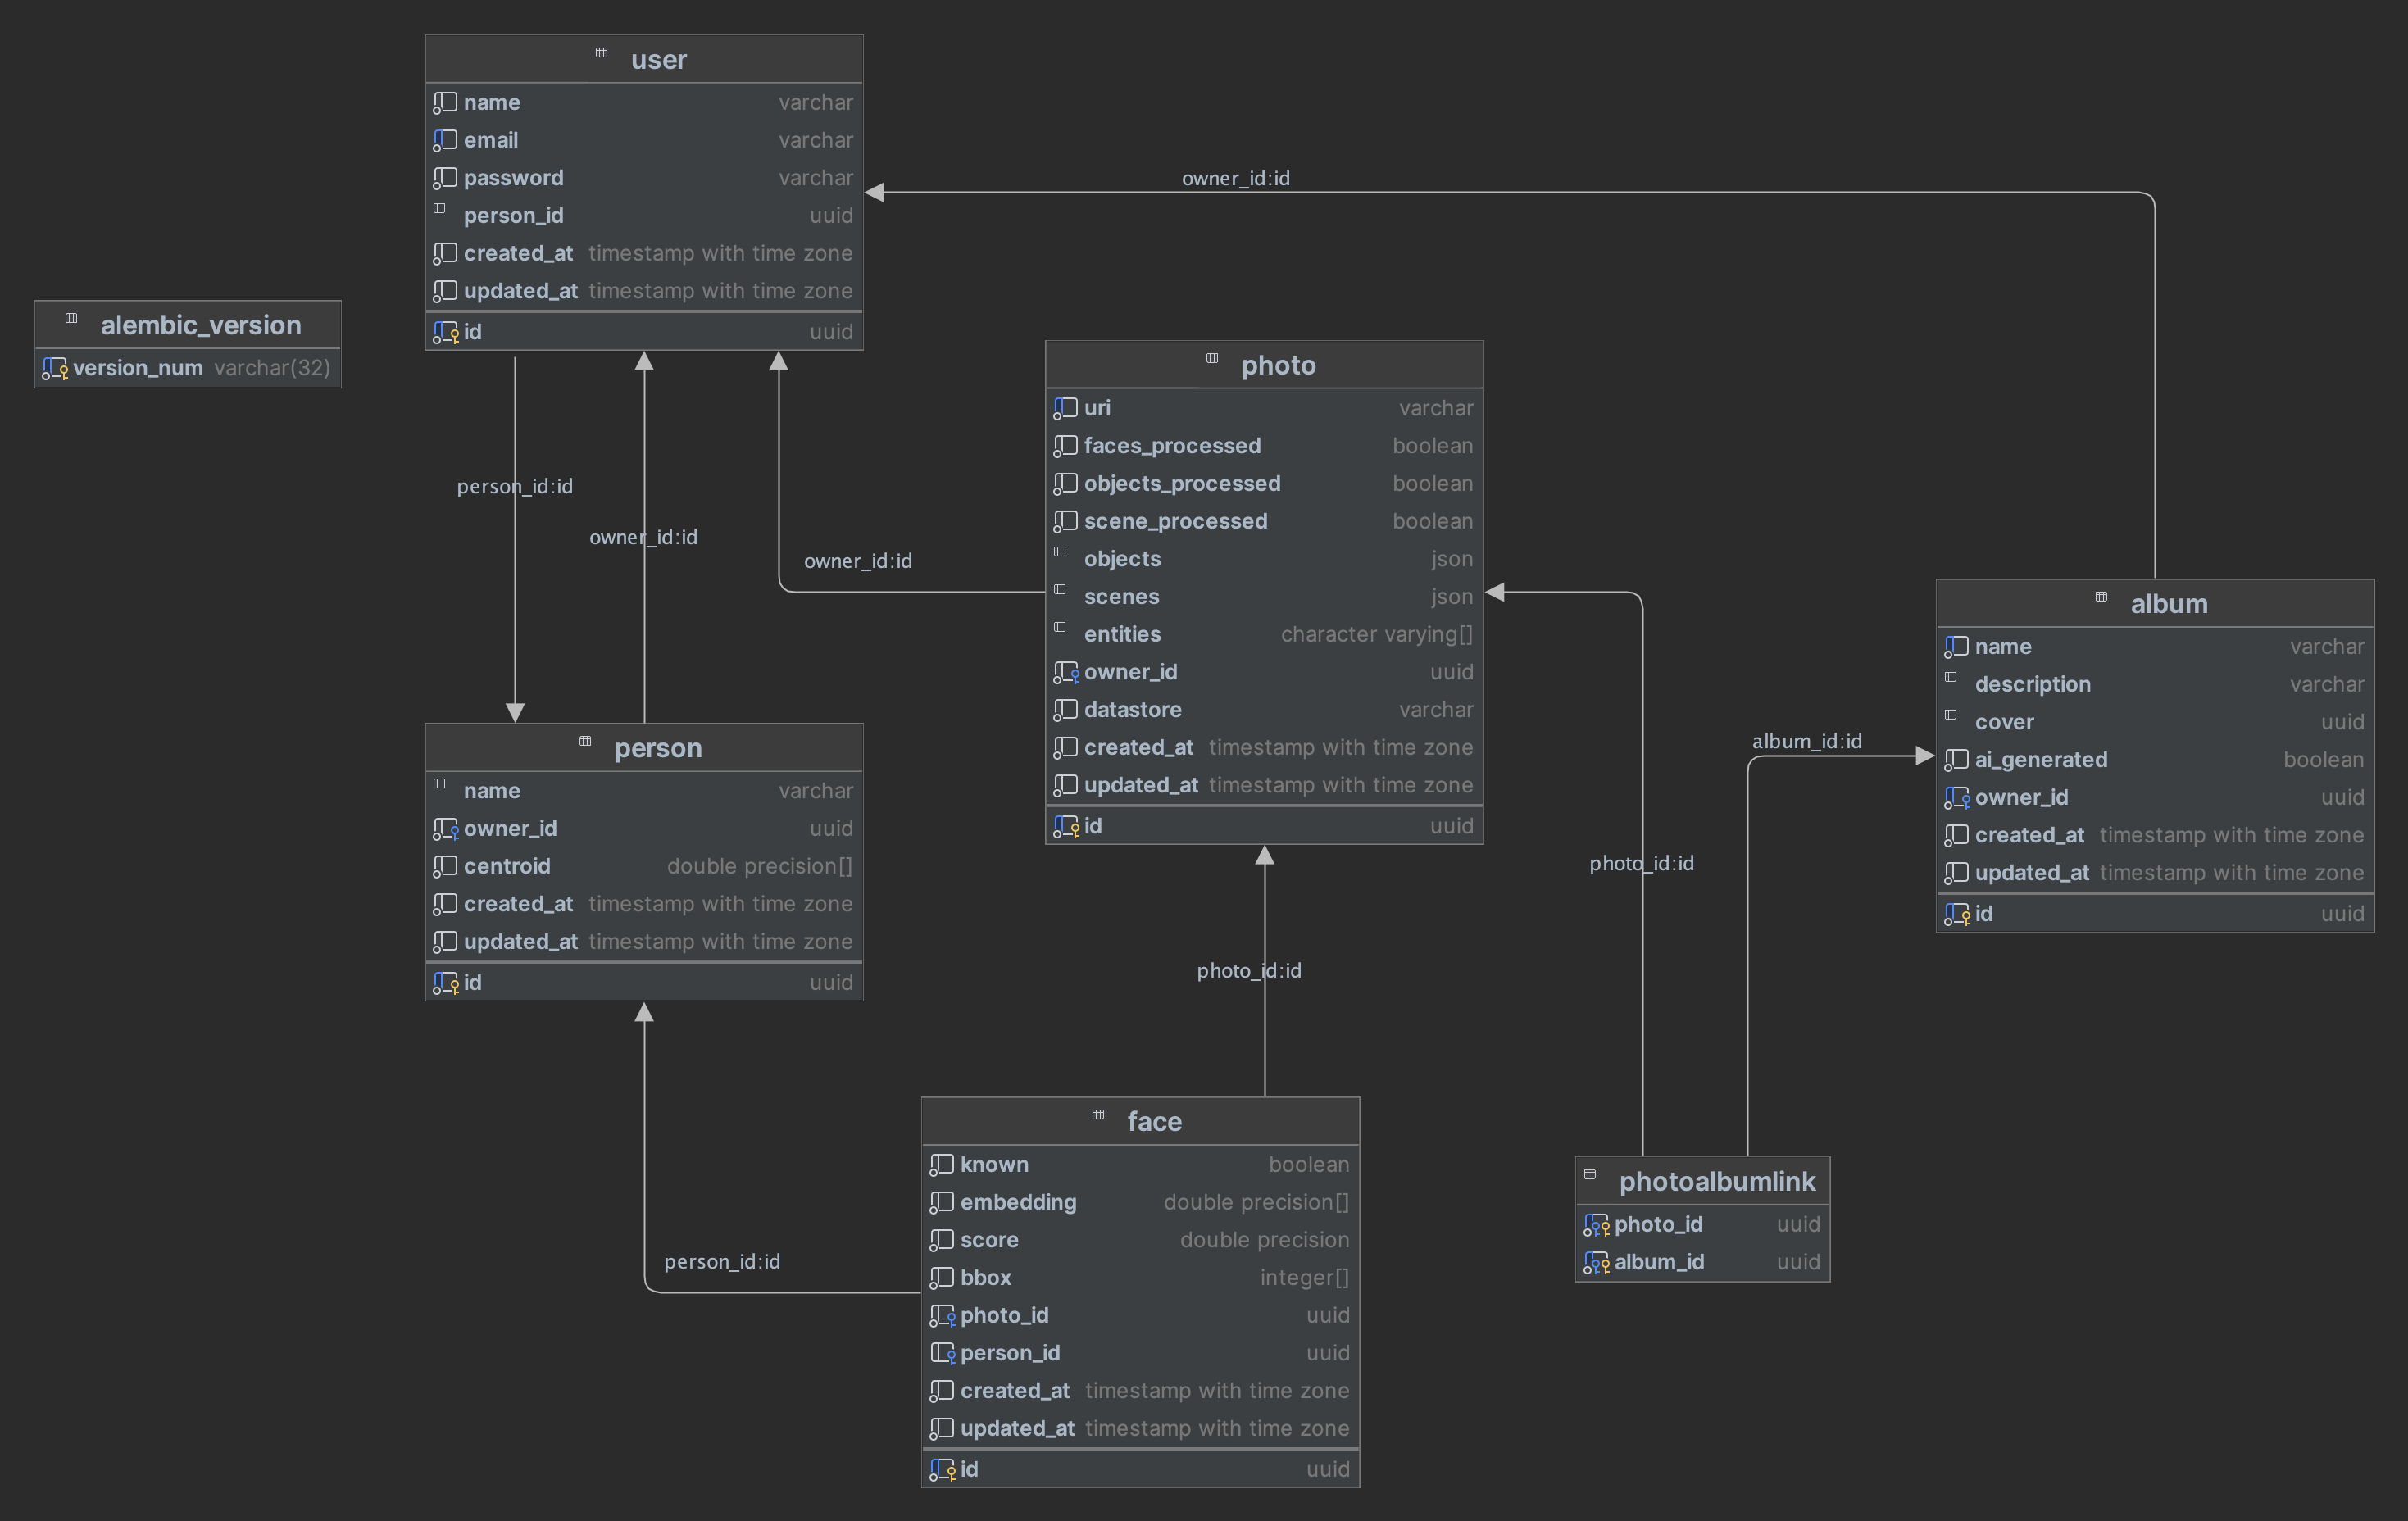 user
name varchar
email varchar
password varchar
person_id uuid
created_at timestamp with time zone
updated_at timestamp with time zone
id uuid
owner_id:id
alembic_version
version_num varchar(32)
photo
uri varchar
faces_processed boolean
objects_processed boolean
scene_processed boolean
objects json
scenes json
entities character varying[]
owner_id uuid
datastore varchar
created_at timestamp with time zone
updated_at timestamp with time zone
id uuid
person_id:id
owner_id:id
owner_id:id
album
name varchar
description varchar
cover uuid
ai_generated boolean
owner_id uuid
created_at timestamp with time zone
updated_at timestamp with time zone
id uuid
person
name varchar
owner_id uuid
centroid double precision[]
created_at timestamp with time zone
updated_at timestamp with time zone
id uuid
album_id:id
photo_id:id
photo_id:id
face
known boolean
embedding double precision[]
score double precision
bbox integer[]
photo_id uuid
person_id uuid
created_at timestamp with time zone
updated_at timestamp with time zone
id uuid
photoalbumlink
photo_id uuid
album_id uuid
person_id:id